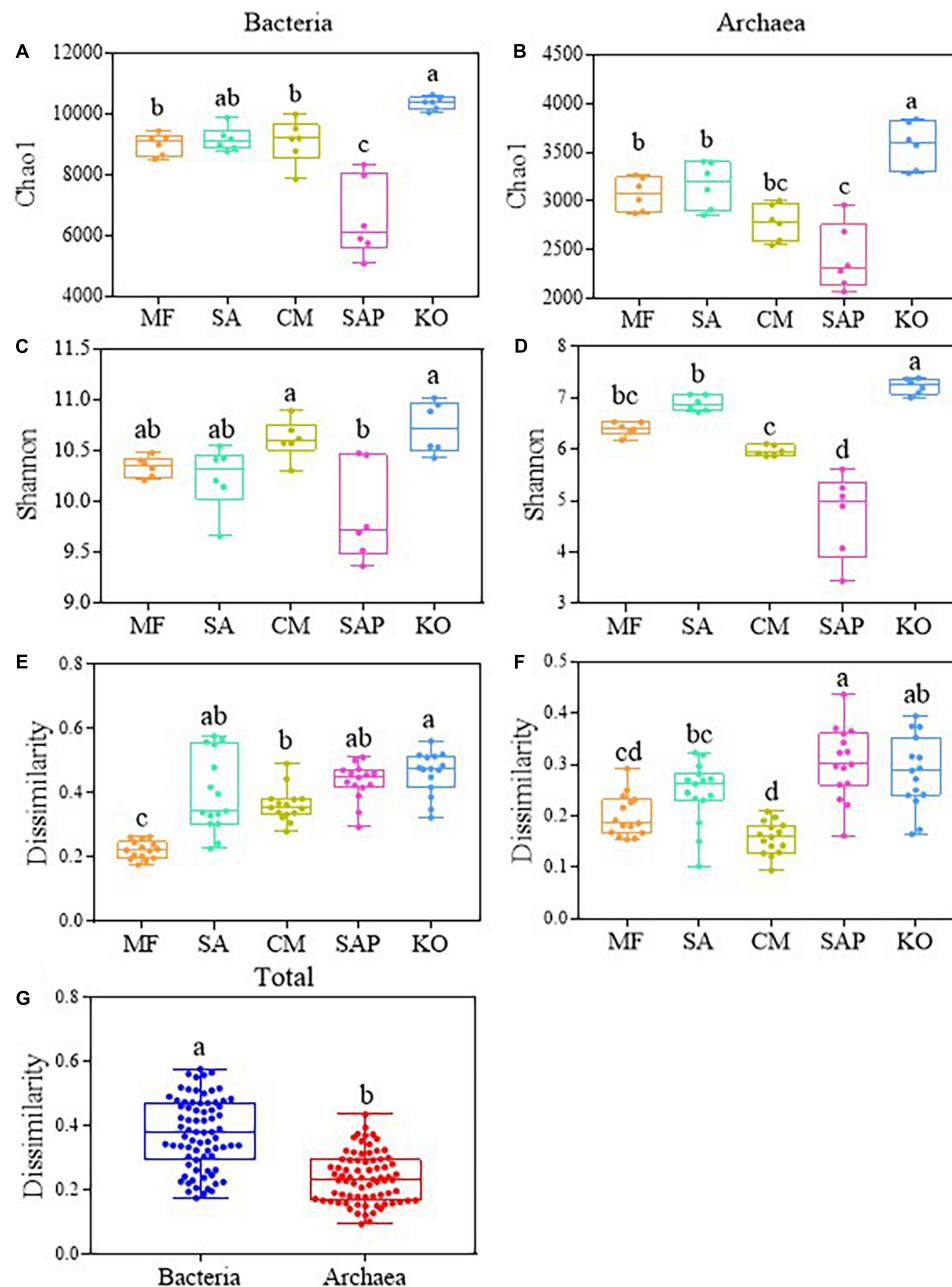 Bacteria
Archaea
A
12000
10000
8000
6000
4000
Chao1
b
ab
b
c
a
MF SA CM SAP KO
B
4500
4000
3500
3000
2500
2000
Chao1
b
b
bc
c
a
MF SA CM SAP KO
C
11.5
11.0
10.5
10.0
9.5
9.0
Shannon
ab
ab
a
b
a
MF SA CM SAP KO
D
8
7
6
5
4
3
Shannon
bc
b
c
d
a
MF SA CM SAP KO
E
0.8
0.6
0.4
0.2
0.0
Dissimilarity
c
ab
b
ab
a
MF SA CM SAP KO
F
0.5
0.4
0.3
0.2
0.1
0.0
Dissimilarity
cd
bc
d
a
ab
MF SA CM SAP KO
Total
G
0.8
0.6
0.4
0.2
0.0
Dissimilarity
a
b
Bacteria Archaea